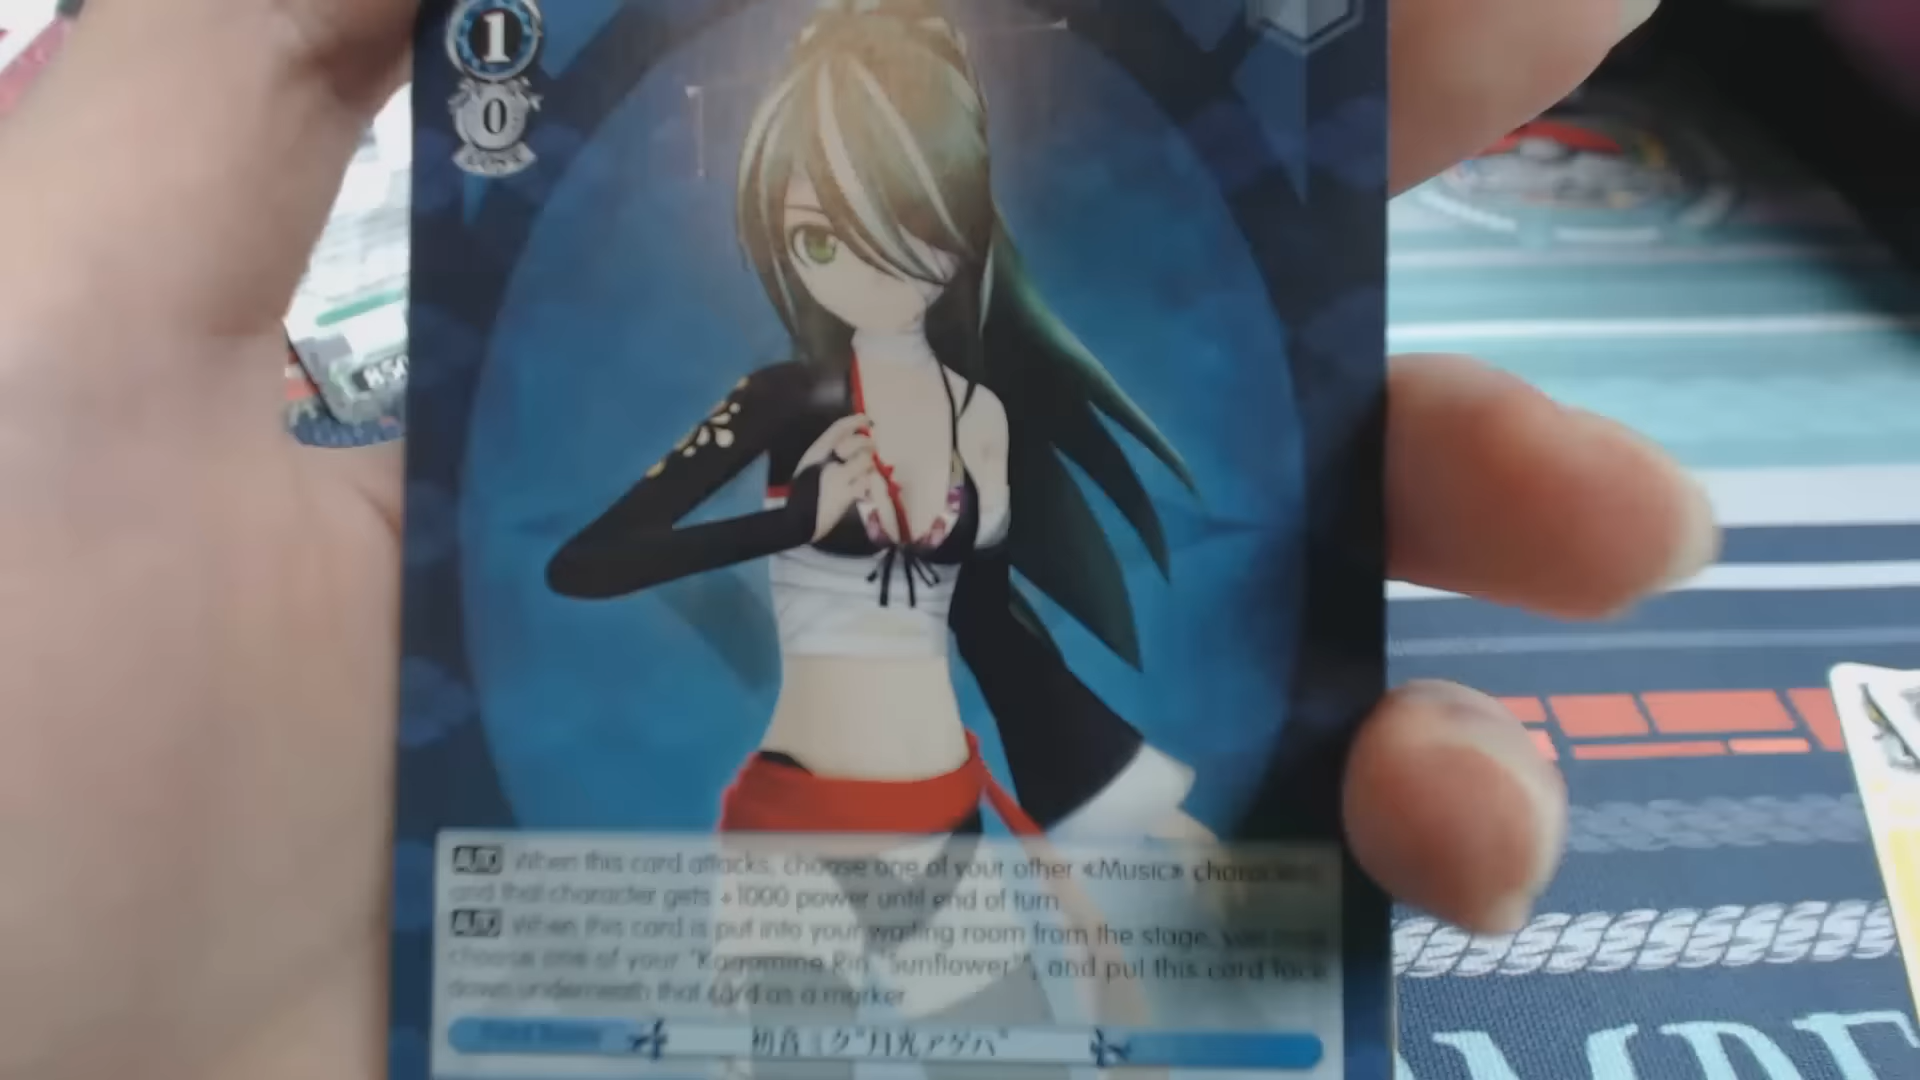 1
0
AUTO When this card attacks, choose one of your other «Music» characters,
and that character gets +1000 power until end of turn.
AUTO When this card is put into your waiting room from the stage, you may
choose one of your "Kagamine Rin "Sunflower"", and put this card face
down underneath that card as a marker.
初音ミク"月光アゲハ"